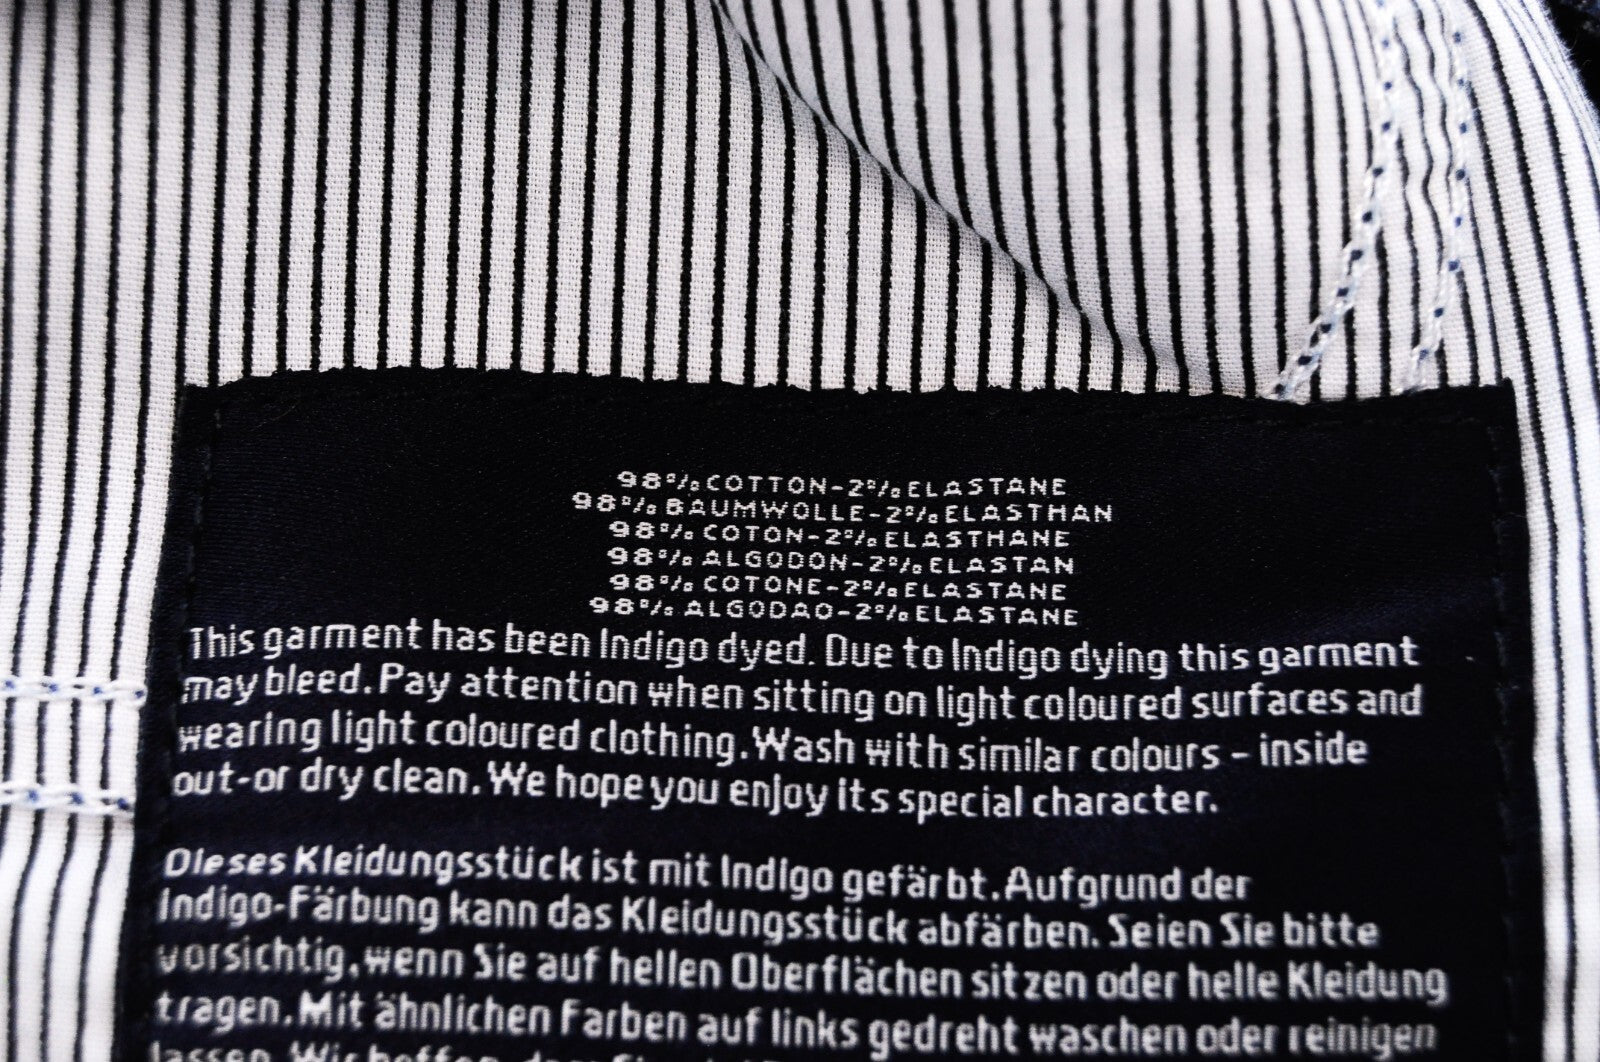 98% COTTON-2% ELASTANE
98% BAUMWOLLE-2% ELASTHAN
98% COTON-2% ELASTHANE
98% ALGODON-2% ELASTAN
98% COTONE-2% ELASTANE
98% ALGODAO-2% ELASTANE
This garment has been Indigo dyed. Due to Indigo dying this garment
may bleed. Pay attention when sitting on light coloured surfaces and
wearing light coloured clothing. Wash with similar colours - inside
out-or dry clean. We hope you enjoy its special character.
Dieses Kleidungsstück ist mit Indigo gefärbt. Aufgrund der
Indigo-Färbung kann das Kleidungsstück abfärben. Seien Sie bitte
vorsichtig, wenn Sie auf hellen Oberflächen sitzen oder helle Kleidung
tragen. Mit ähnlichen Farben auf links gedreht waschen oder reinigen
lassen. Wir hoffen,